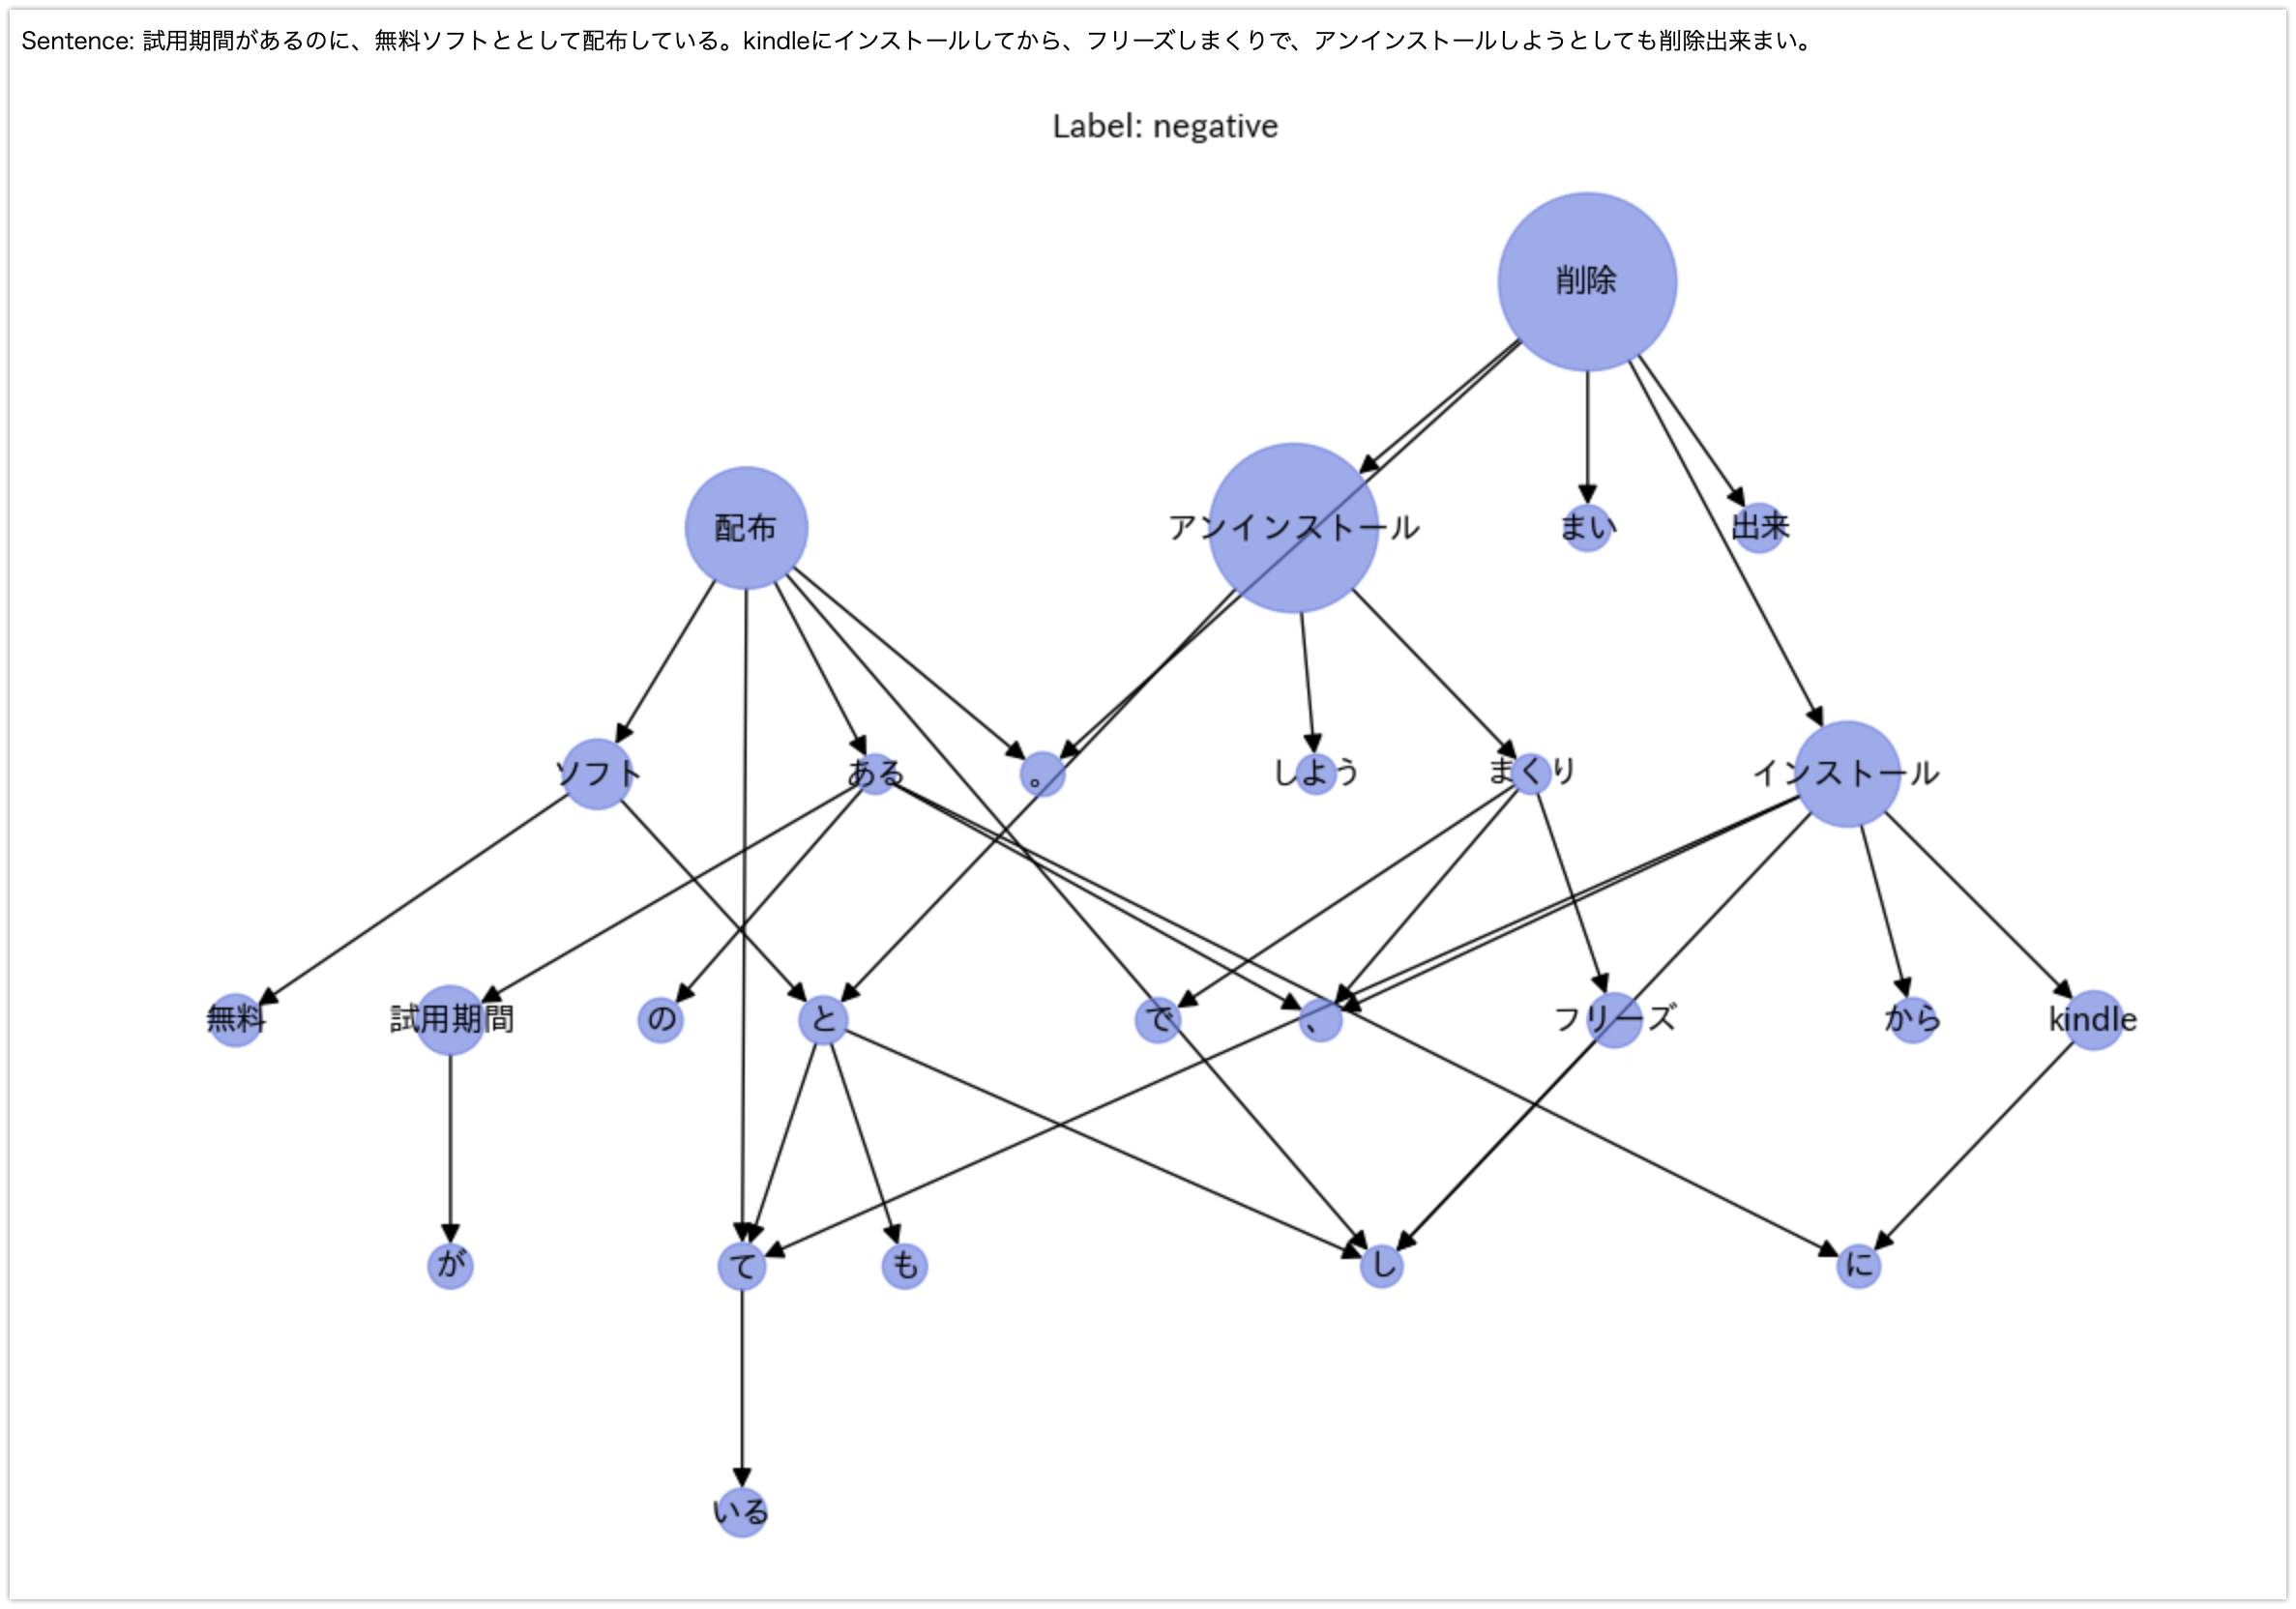 Sentence: 試用期間があるのに、無料ソフトととして配布している。kindleにインストールしてから、フリーズしまくりで、アンインストールしようとしても削除出来まい。
Label: negative
削除
配布
アンインストール
まい
出来
ソフト
ある
。
しよう
まくり
インストール
無料
試用期間
の
と
で
、
フリーズ
から
kindle
が
て
も
し
に
いる